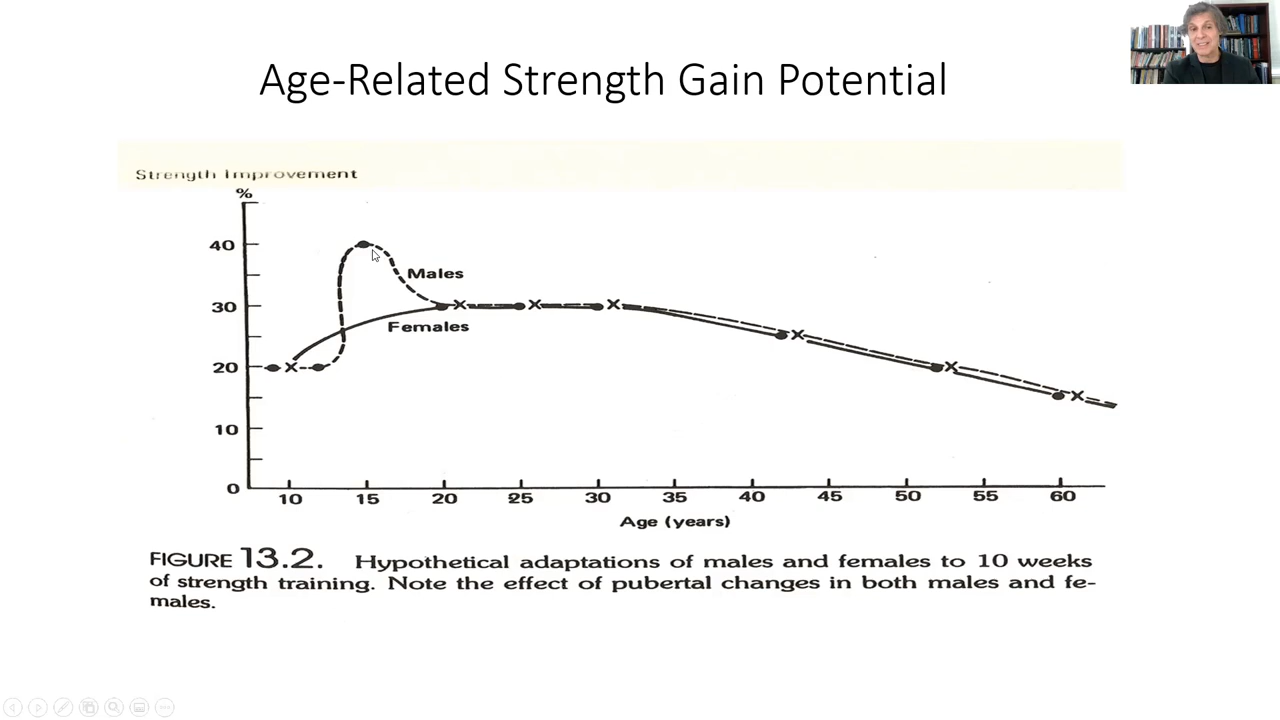 Age-Related Strength Gain Potential
Strength Improvement
%
40
30
20
10
0
Males
Females
10 15 20 25 30 35 40 45 50 55 60
Age (years)
FIGURE 13.2. Hypothetical adaptations of males and females to 10 weeks
of strength training. Note the effect of pubertal changes in both males and fe-
males.